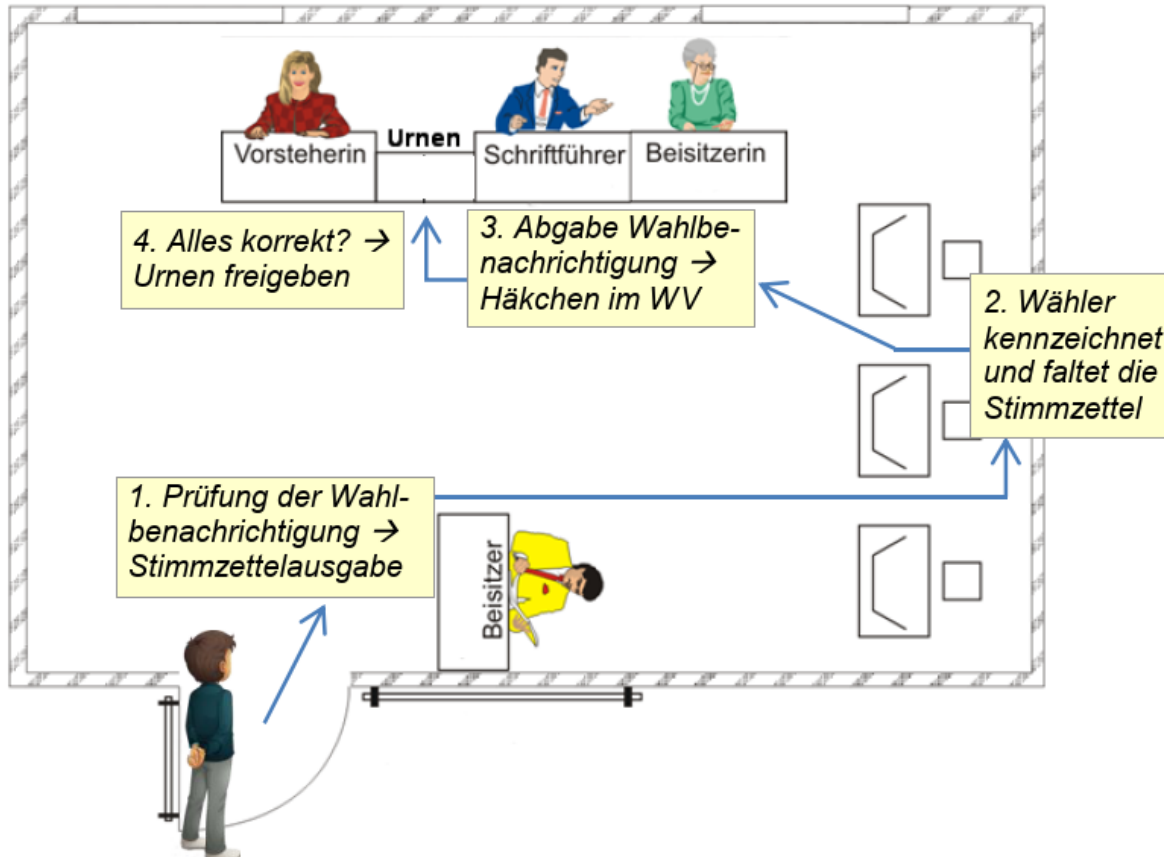 Urnen
Vorsteherin
Schriftführer
Beisitzerin
4. Alles korrekt? →
Urnen freigeben
3. Abgabe Wahlbe-
nachrichtigung →
Häkchen im WV
2. Wähler
kennzeichnet
und faltet die
Stimmzettel
1. Prüfung der Wahl-
benachrichtigung →
Stimmzettelausgabe
Beisitzer